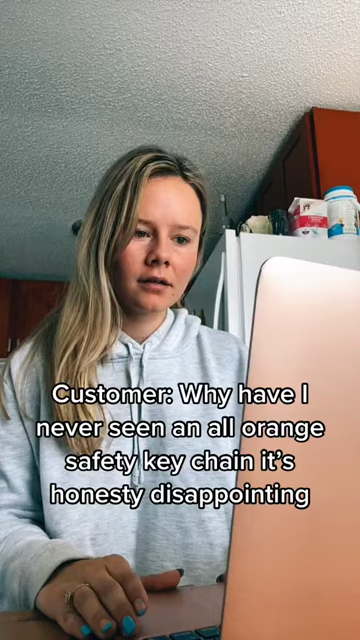 Customer: Why have I
never seen an all orange
safety key chain it’s
honesty disappointing